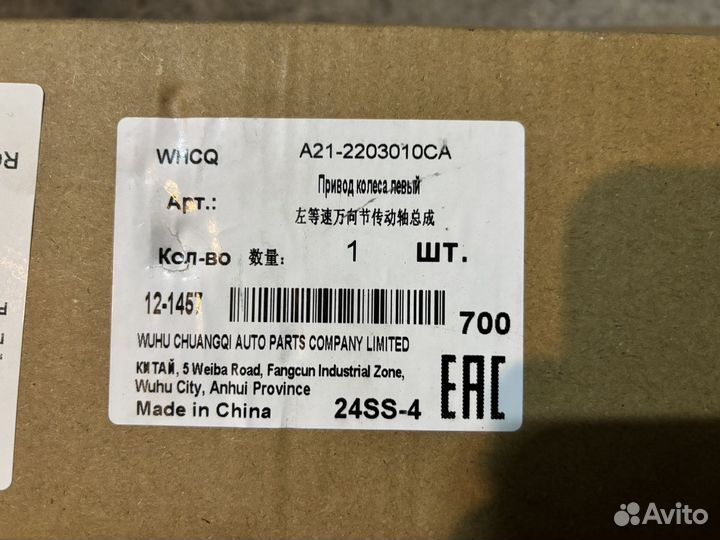 WHCQ A21-2203010CA
Привод колеса левый
Арт.:
左等速万向节传动轴总成
Кол-во 数量: 1 шт.
12-1457 700
WUHU CHUANGQI AUTO PARTS COMPANY LIMITED
КИТАЙ, 5 Weiba Road, Fangcun Industrial Zone,
Wuhu City, Anhui Province
Made in China 24SS-4 EAC
Avito